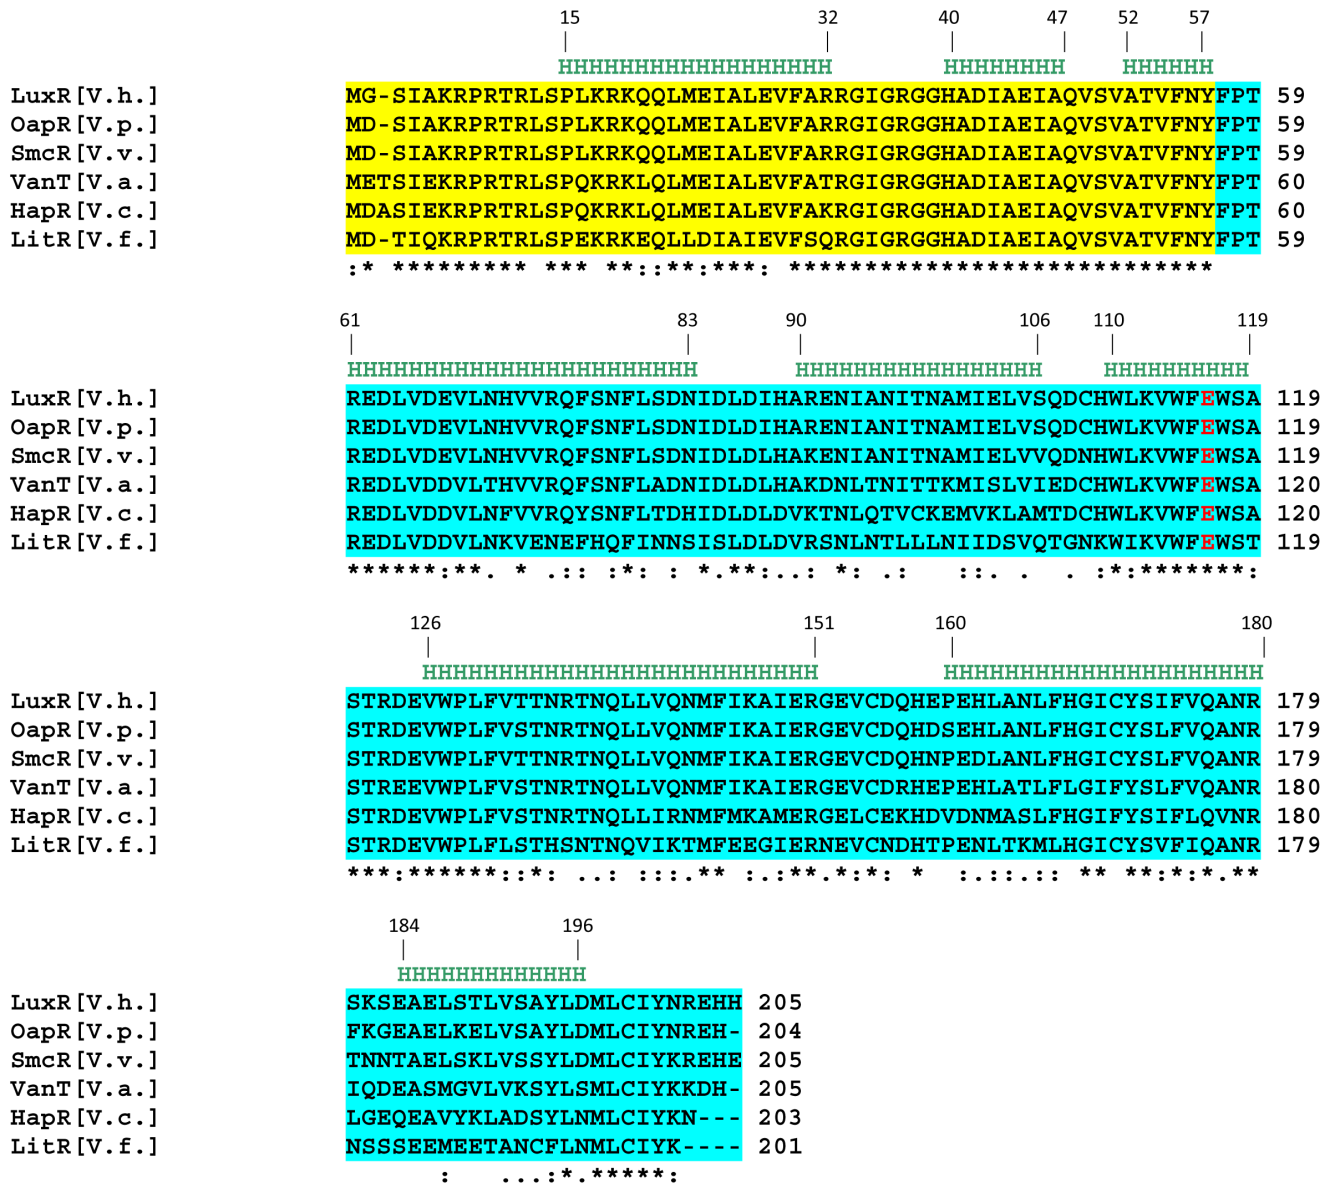 15 32 40 47 52 57
| | | | | |
HHHHHHHHHHHHHHHHHH HHHHHHHH HHHHHH
LuxR[V.h.] MG-SIAKRPRTRLSPLKRKQQLMEIALEVFARRGIGRGGHADIAEIAQVSVATVFNYFPT 59
OapR[V.p.] MD-SIAKRPRTRLSPLKRKQQLMEIALEVFARRGIGRGGHADIAEIAQVSVATVFNYFPT 59
SmcR[V.v.] MD-SIAKRPRTRLSPLKRKQQLMEIALEVFARRGIGRGGHADIAEIAQVSVATVFNYFPT 59
VanT[V.a.] METSIEKRPRTRLSPQKRKLQLMEIALEVFATRGIGRGGHADIAEIAQVSVATVFNYFPT 60
HapR[V.c.] MDASIEKRPRTRLSPQKRKLQLMEIALEVFAKRGIGRGGHADIAEIAQVSVATVFNYFPT 60
LitR[V.f.] MD-TIQKRPRTRLSPEKRKEQLLDIAIEVFSQRGIGRGGHADIAEIAQVSVATVFNYFPT 59
:* ********* *** **::**:***: ****************************
61 83 90 106 110 119
| | | | | |
HHHHHHHHHHHHHHHHHHHHHHH HHHHHHHHHHHHHHHHH HHHHHHHHHH
LuxR[V.h.] REDLVDEVLNHVVRQFSNFLSDNIDLDIHARENIANITNAMIELVSQDCHWLKVWFEWSA 119
OapR[V.p.] REDLVDEVLNHVVRQFSNFLSDNIDLDIHARENIANITNAMIELVSQDCHWLKVWFEWSA 119
SmcR[V.v.] REDLVDEVLNHVVRQFSNFLSDNIDLDLHAKENIANITNAMIELVVQDNHWLKVWFEWSA 119
VanT[V.a.] REDLVDDVLTHVVRQFSNFLADNIDLDLHAKDNLTNITTKMISLVIEDCHWLKVWFEWSA 120
HapR[V.c.] REDLVDDVLNFVVRQYSNFLTDHIDLDLDVKTNLQTVCKEMVKLAMTDCHWLKVWFEWSA 120
LitR[V.f.] REDLVDDVLNKVENEFHQFINNSISLDLDVRSNLNTLLLNIIDSVQTGNKWIKVWFEWST 119
******:**. * .:: :*: : *.**:..: *: .: ::. . . :*:*******:
126 151 160 180
| | | |
HHHHHHHHHHHHHHHHHHHHHHHHHH HHHHHHHHHHHHHHHHHHHHH
LuxR[V.h.] STRDEVWPLFVTTNRTNQLLVQNMFIKAIERGEVCDQHEPEHLANLFHGICYSIFVQANR 179
OapR[V.p.] STRDEVWPLFVSTNRTNQLLVQNMFIKAIERGEVCDQHDSEHLANLFHGICYSLFVQANR 179
SmcR[V.v.] STRDEVWPLFVTTNRTNQLLVQNMFIKAIERGEVCDQHNPEDLANLFHGICYSLFVQANR 179
VanT[V.a.] STREEVWPLFVSTNRTNQLLVQNMFIKAIERGEVCDRHEPEHLATLFLGIFYSLFVQANR 180
HapR[V.c.] STRDEVWPLFVSTNRTNQLLIRNMFMKAMERGELCEKHDVDNMASLFHGIFYSIFLQVNR 180
LitR[V.f.] STRDEVWPLFLSTHSNTNQVIKTMFEEGIERNEVCNDHTPENLTKMLHGICYSVFIQANR 179
***:******::*: ..: :::.** :.:**.*:*: * :.::.:: ** **:*:*.**
184 196
| |
HHHHHHHHHHHHH
LuxR[V.h.] SKSEAELSTLVSAYLDMLCIYNREHH 205
OapR[V.p.] FKGEAELKELVSAYLDMLCIYNREH- 204
SmcR[V.v.] TNNTAELSKLVSSYLDMLCIYKREHE 205
VanT[V.a.] IQDEASMGVLVKSYLSMLCIYKKDH- 205
HapR[V.c.] LGEQEAVYKLADSYLNMLCIYKN--- 203
LitR[V.f.] NSSSEEMEETANCFLNMLCIYK---- 201
: ...:*.*****: